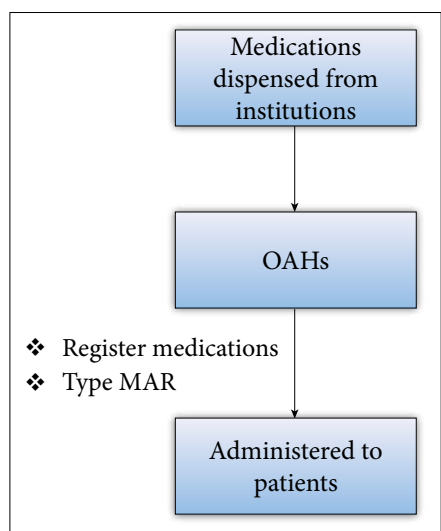 Medications
dispensed from
institutions
OAHs
❖ Register medications
❖ Type MAR
Administered to
patients